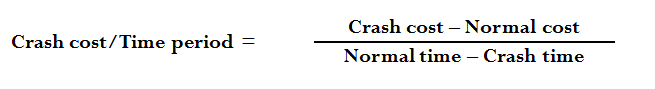 Crash cost – Normal cost
Crash cost/Time period =
Normal time – Crash time